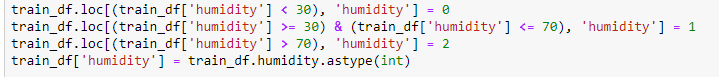 train_df.loc[(train_df['humidity'] < 30), 'humidity'] = 0
train_df.loc[(train_df['humidity'] >= 30) & (train_df['humidity'] <= 70), 'humidity'] = 1
train_df.loc[(train_df['humidity'] > 70), 'humidity'] = 2
train_df['humidity'] = train_df.humidity.astype(int)